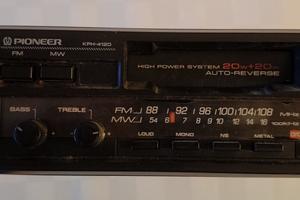 PIONEER KPH-4120
HIGH POWER SYSTEM 20W+20W
AUTO-REVERSE
FM MW
BASS TREBLE
FM 88 92 96 100 104 108 MHz
MW 54 6 7 8 9 10 12 14 16
LOUD MONO NS METAL